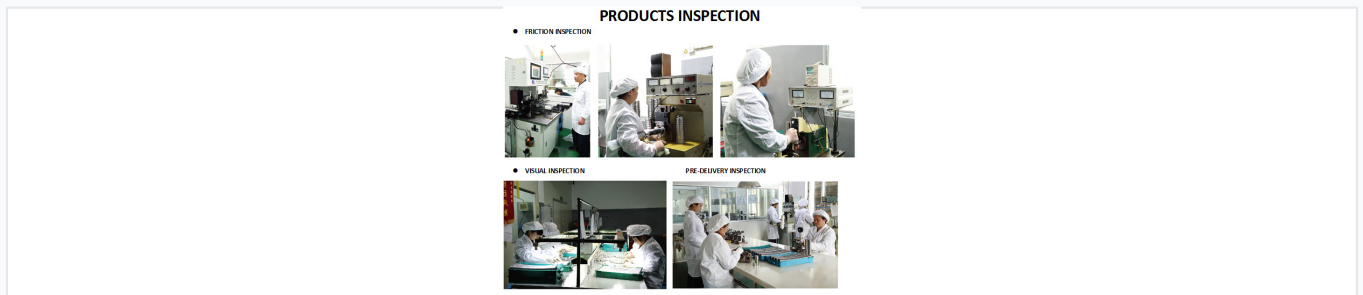 PRODUCTS INSPECTION
● FRICTION INSPECTION
● VISUAL INSPECTION
PRE-DELIVERY INSPECTION